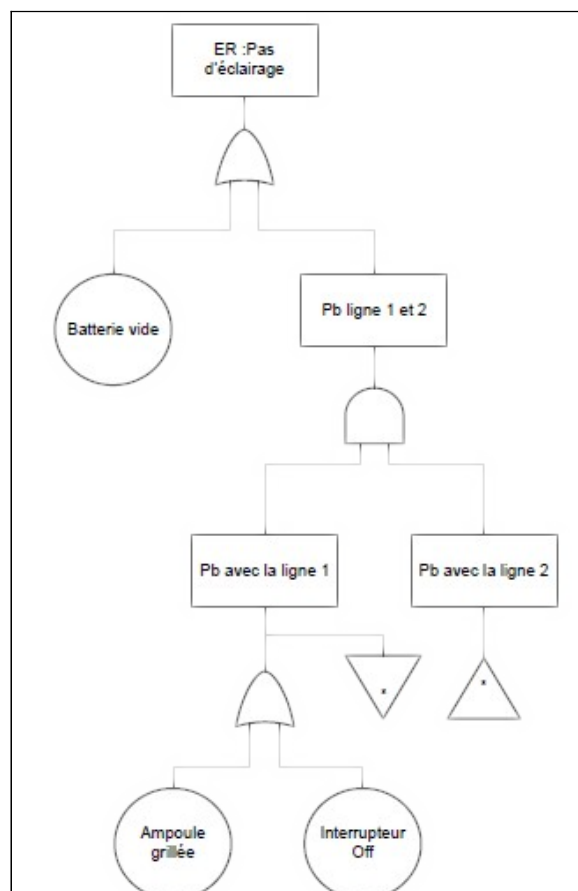 ER :Pas
d'éclairage
Batterie vide
Pb ligne 1 et 2
Pb avec la ligne 1
Pb avec la ligne 2
*
*
Ampoule
grillée
Interrupteur
Off